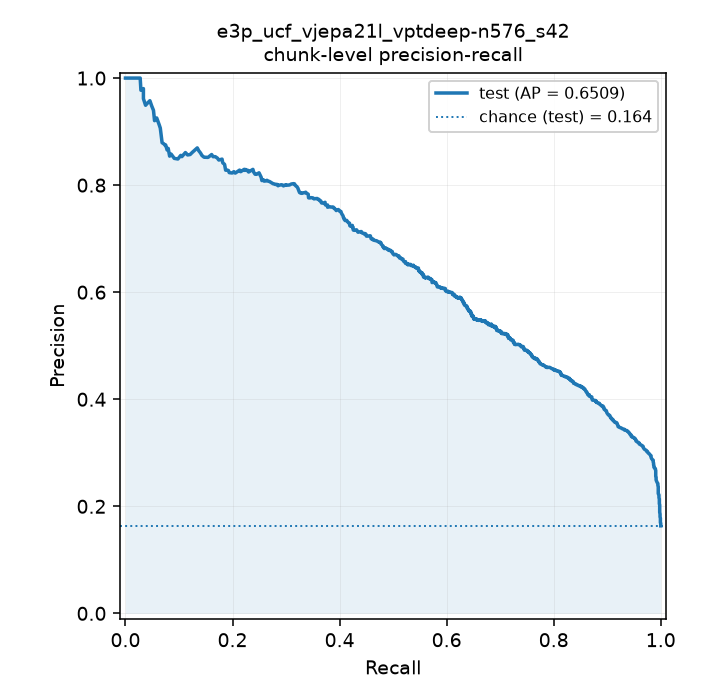 e3p_ucf_vjepa21l_vptdeep-n576_s42
chunk-level precision-recall
test (AP = 0.6509)
chance (test) = 0.164
Precision
1.0
0.8
0.6
0.4
0.2
0.0
0.0 0.2 0.4 0.6 0.8 1.0
Recall